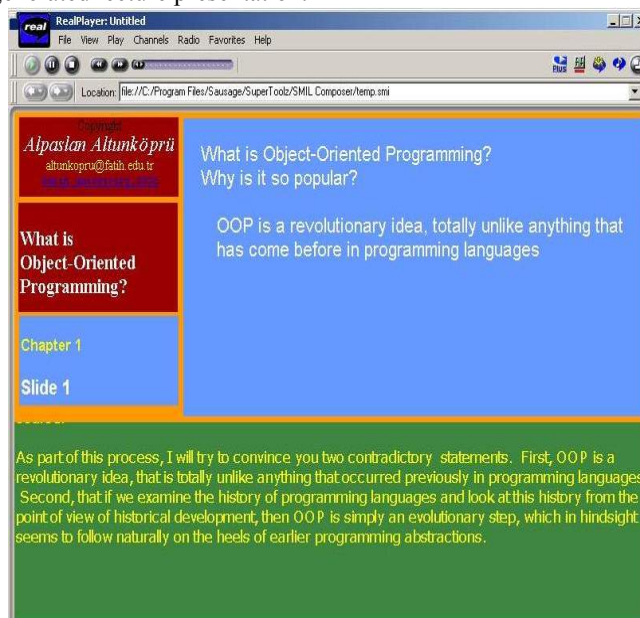 generated lecture presentation.
real
RealPlayer: Untitled
File View Play Channels Radio Favorites Help
Plus
Location: file://C:/Program Files/Sausage/SuperToolz/SMIL Composer/temp.smi
Copyright
Alpaslan Altunköprü
altunkopru@fatih.edu.tr
What is
Object-Oriented
Programming?
Chapter 1
Slide 1
What is Object-Oriented Programming?
Why is it so popular?
OOP is a revolutionary idea, totally unlike anything that
has come before in programming languages
As part of this process, I will try to convince you two contradictory statements. First, OOP is a
revolutionary idea, that is totally unlike anything that occurred previously in programming languages
Second, that if we examine the history of programming languages and look at this history from the
point of view of historical development, then OOP is simply an evolutionary step, which in hindsight
seems to follow naturally on the heels of earlier programming abstractions.